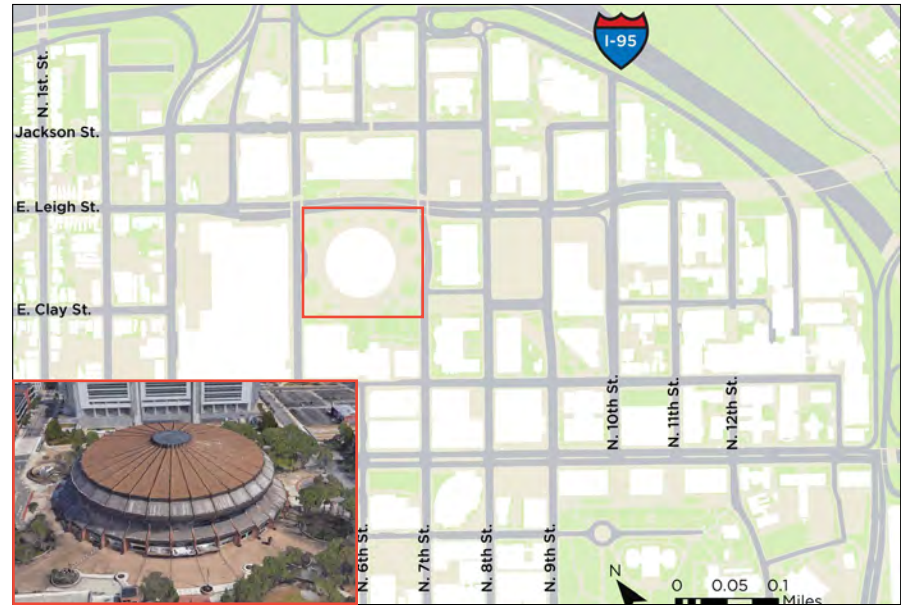 I-95
N. 1st. St.
Jackson St.
E. Leigh St.
E. Clay St.
N. 10th St.
N. 11th St.
N. 12th St.
N. 6th St.
N. 7th St.
N. 8th St.
N. 9th St.
N
0 0.05 0.1
Miles